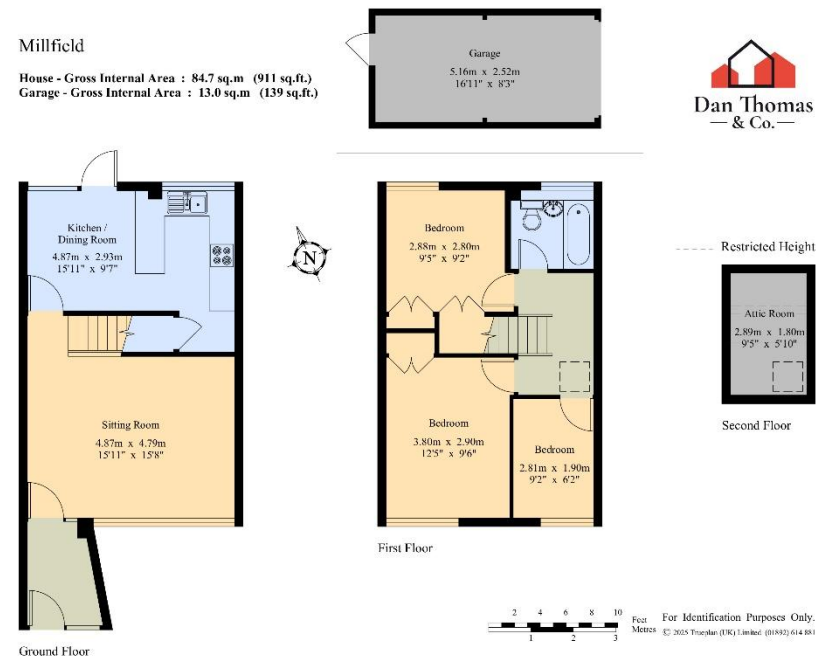 Millfield
House - Gross Internal Area : 84.7 sq.m (911 sq.ft.)
Garage - Gross Internal Area : 13.0 sq.m (139 sq.ft.)
Garage
5.16m x 2.52m
16'11" x 8'3"
Dan Thomas
& Co.
Kitchen /
Dining Room
4.87m x 2.93m
15'11" x 9'7"
N
Sitting Room
4.87m x 4.79m
15'11" x 15'8"
Ground Floor
Bedroom
2.88m x 2.80m
9'5" x 9'2"
Bedroom
3.80m x 2.90m
12'5" x 9'6"
Bedroom
2.81m x 1.90m
9'2" x 6'2"
First Floor
Restricted Height
Attic Room
2.89m x 1.80m
9'5" x 5'10"
Second Floor
2 4 6 8 10
Feet
Metres
1 2 3
For Identification Purposes Only.
© 2025 Trueplan (UK) Limited (01892) 614 881